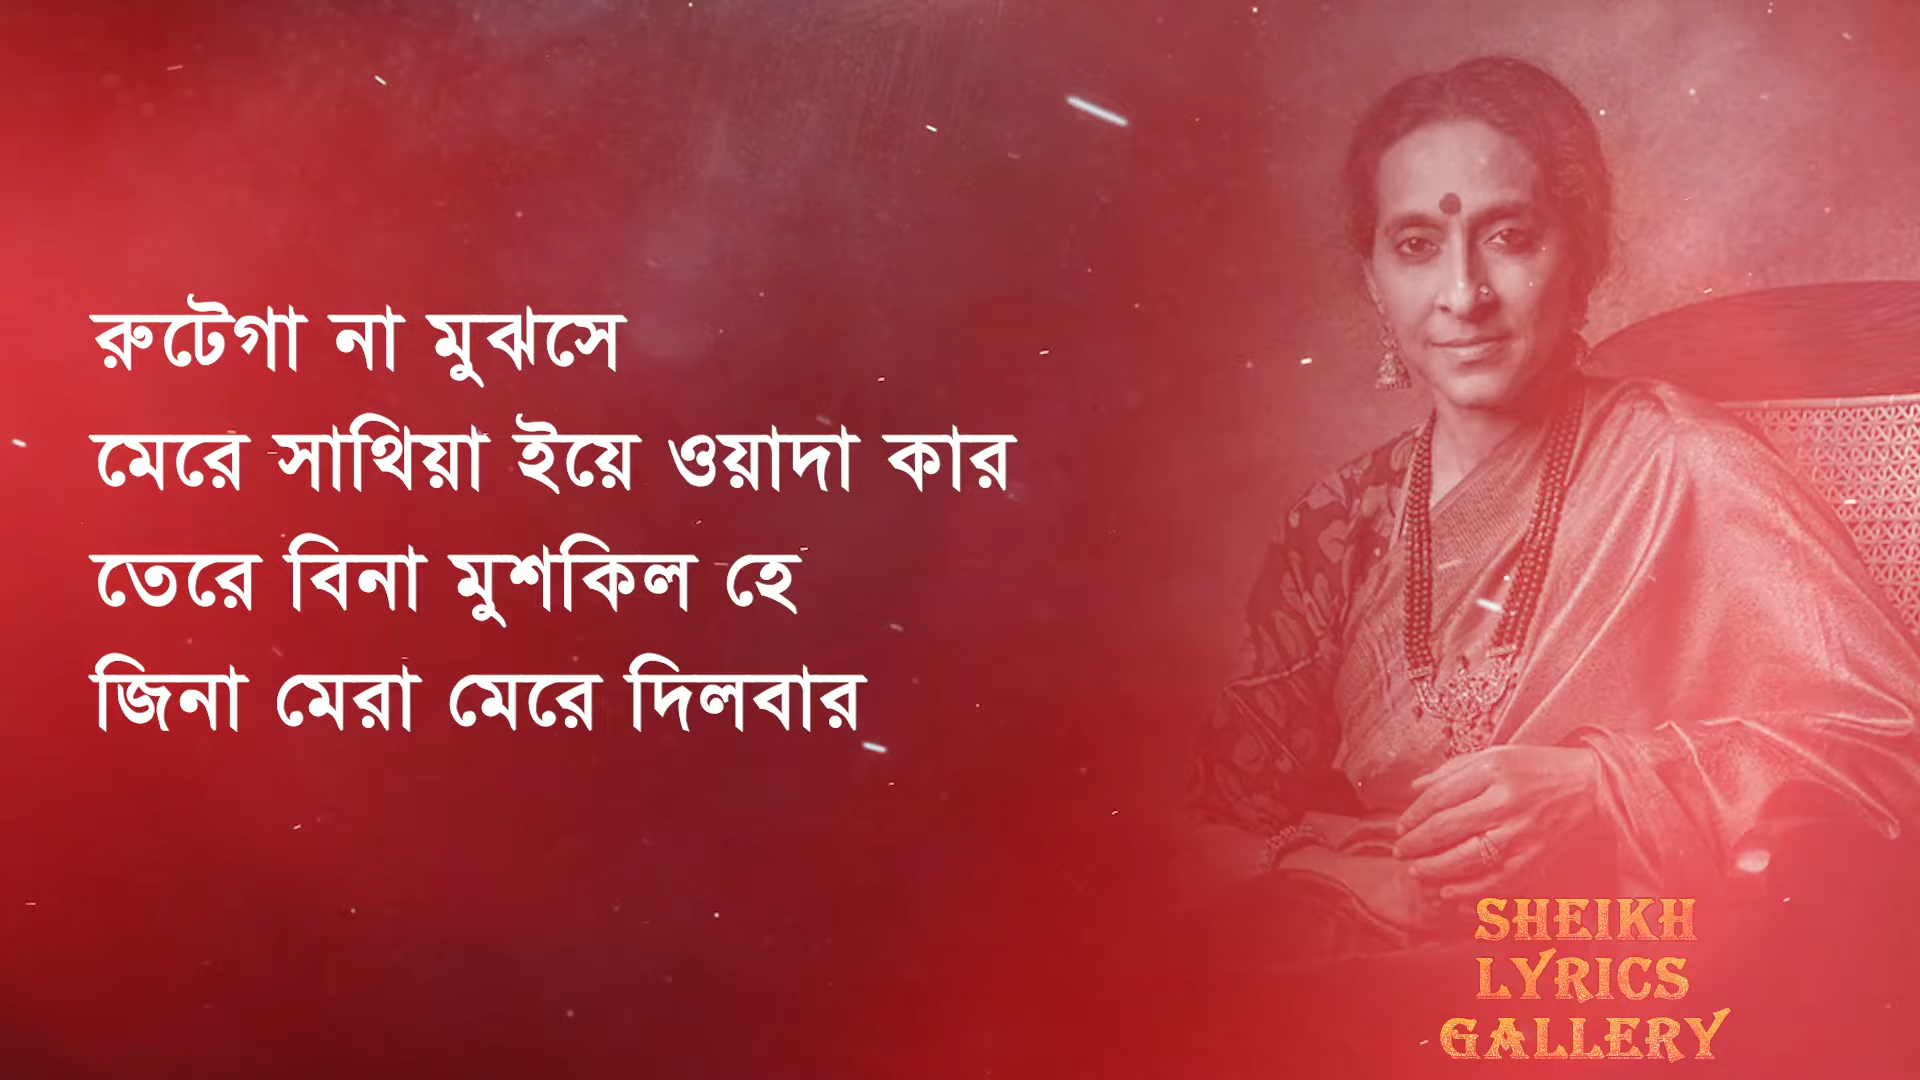 রুটেগা না মুঝসে
মেরে সাথিয়া ইয়ে ওয়াদা কার
তেরে বিনা মুশকিল হে
জিনা মেরা মেরে দিলবার
SHEIKH
LYRICS
GALLERY